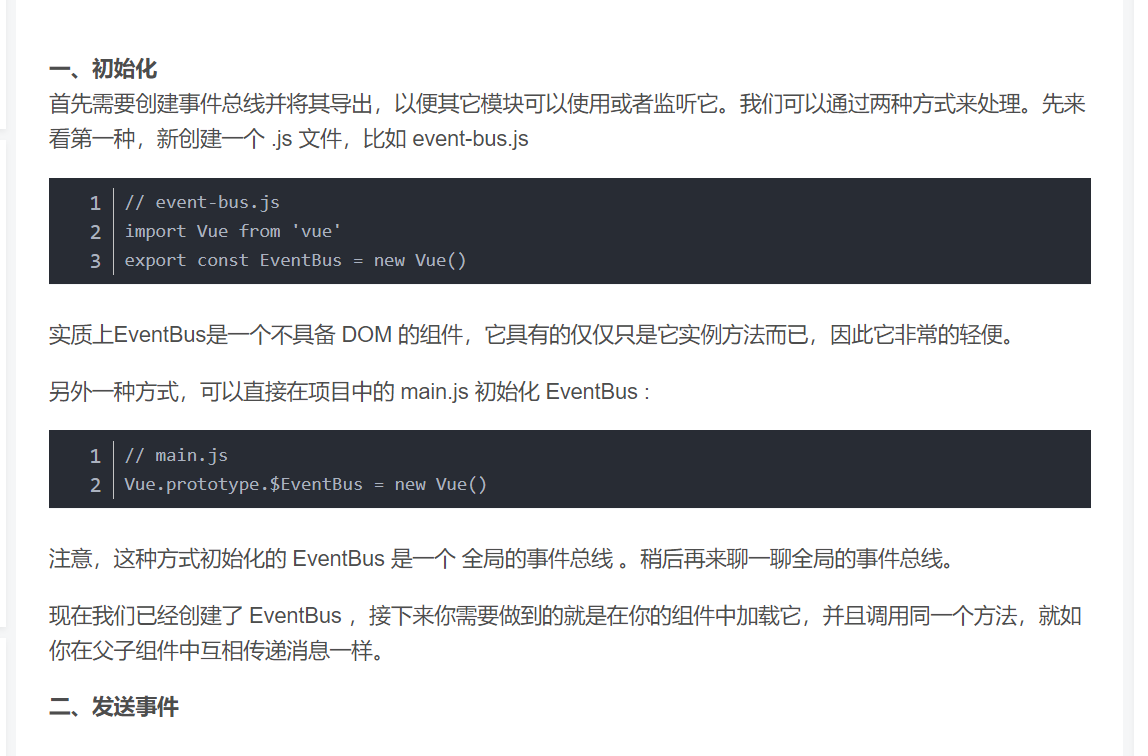 一、初始化
首先需要创建事件总线并将其导出，以便其它模块可以使用或者监听它。我们可以通过两种方式来处理。先来
看第一种，新创建一个 .js 文件，比如 event-bus.js
1 // event-bus.js
2 import Vue from 'vue'
3 export const EventBus = new Vue()
实质上EventBus是一个不具备 DOM 的组件，它具有的仅仅只是它实例方法而已，因此它非常的轻便。
另外一种方式，可以直接在项目中的 main.js 初始化 EventBus :
1 // main.js
2 Vue.prototype.$EventBus = new Vue()
注意，这种方式初始化的 EventBus 是一个 全局的事件总线 。稍后再来聊一聊全局的事件总线。
现在我们已经创建了 EventBus ，接下来你需要做到的就是在你的组件中加载它，并且调用同一个方法，就如
你在父子组件中互相传递消息一样。
二、发送事件